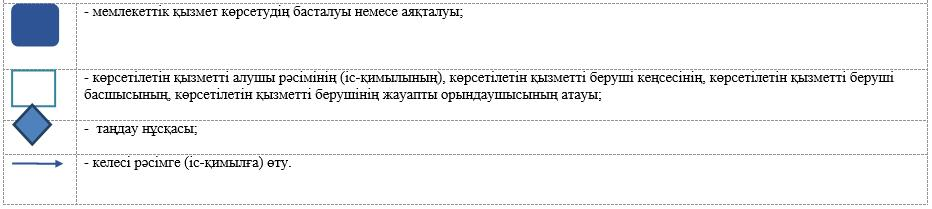 - мемлекеттік қызмет көрсетудің басталуы немесе аяқталуы;
- көрсетілетін қызметті алушы рәсімінің (іс-қимылының), көрсетілетін қызметті беруші кеңсесінің, көрсетілетін қызметті беруші
басшысының, көрсетілетін қызметті берушінің жауапты орындаушысының атауы;
- таңдау нұсқасы;
- келесі рәсімге (іс-қимылға) өту.